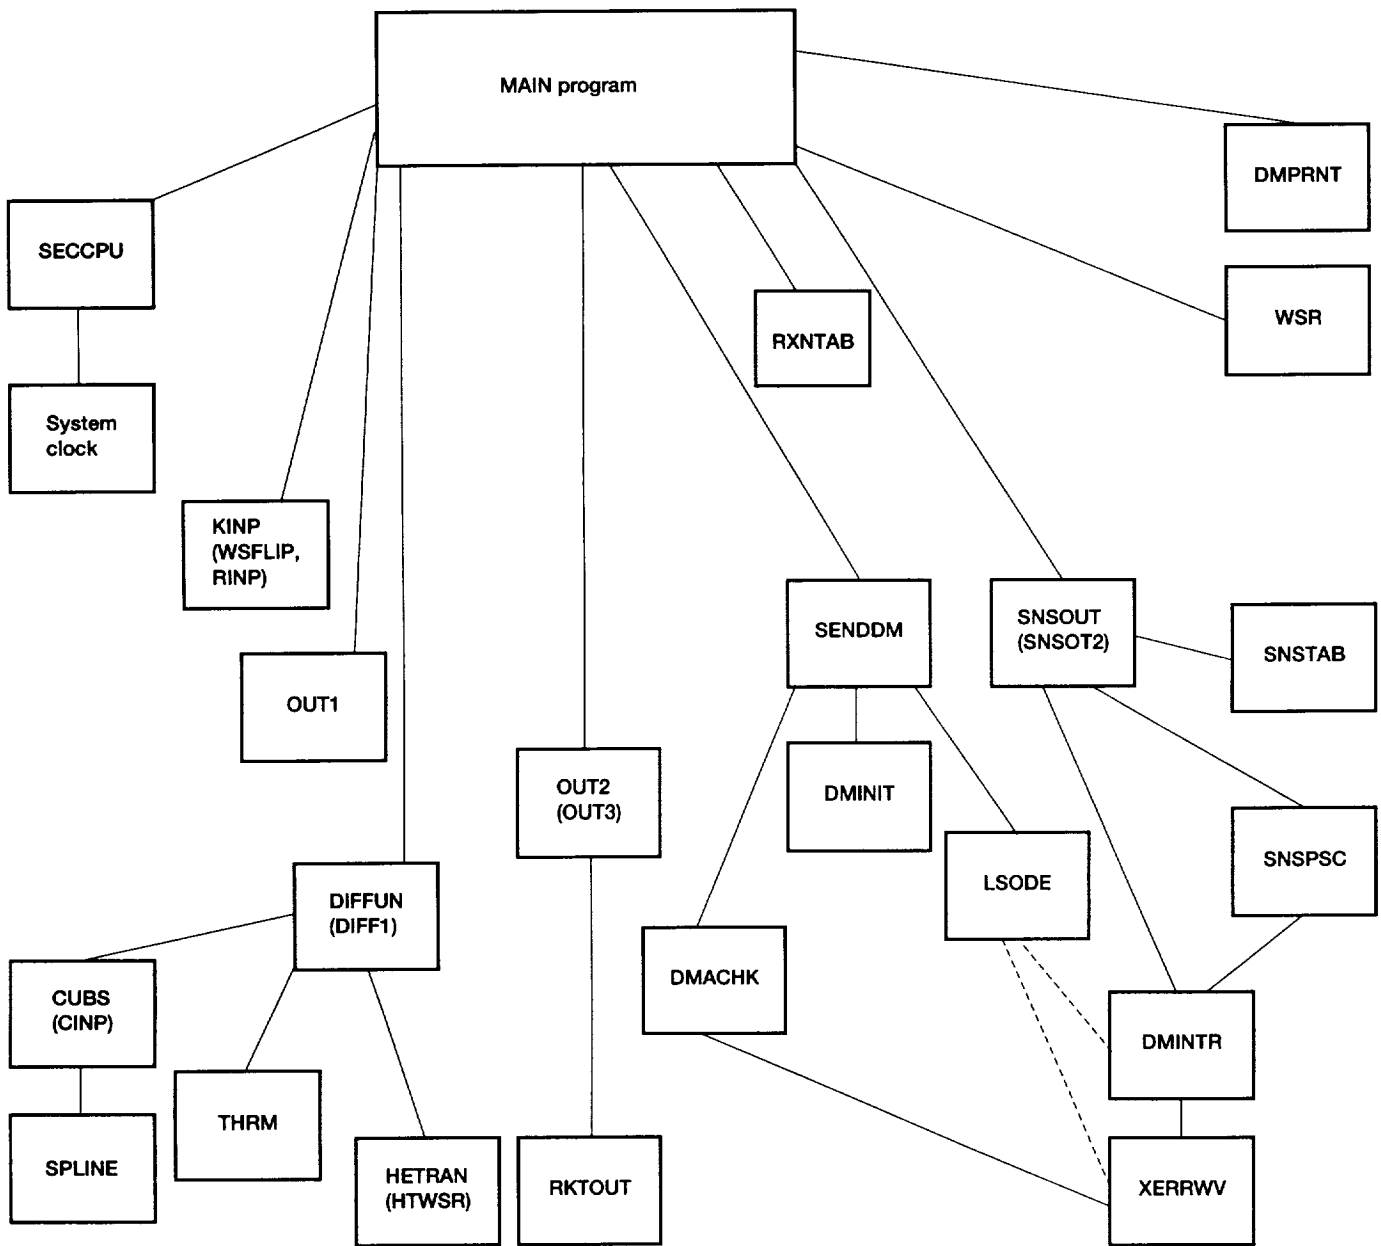 MAIN program
DMPRNT
SECCPU
WSR
RXNTAB
System
clock
KINP
(WSFLIP,
RINP)
SENDDM
SNSOUT
(SNSOT2)
SNSTAB
OUT1
OUT2
(OUT3)
DMINIT
LSODE
SNSPSC
DIFFUN
(DIFF1)
DMACHK
CUBS
(CINP)
DMINTR
THRM
SPLINE
HETRAN
(HTWSR)
RKTOUT
XERRWV